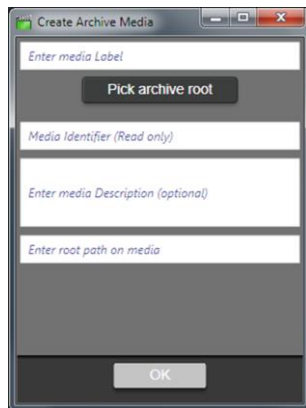 Create Archive Media
Enter media Label
Pick archive root
Media Identifier (Read only)
Enter media Description (optional)
Enter root path on media
OK